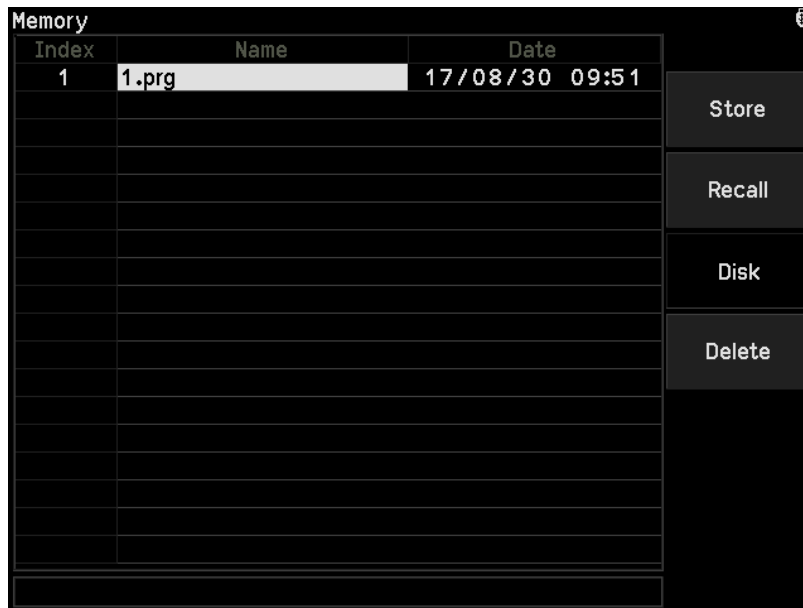 Memory
Index Name Date
1 1.prg 17/08/30 09:51
Store
Recall
Disk
Delete